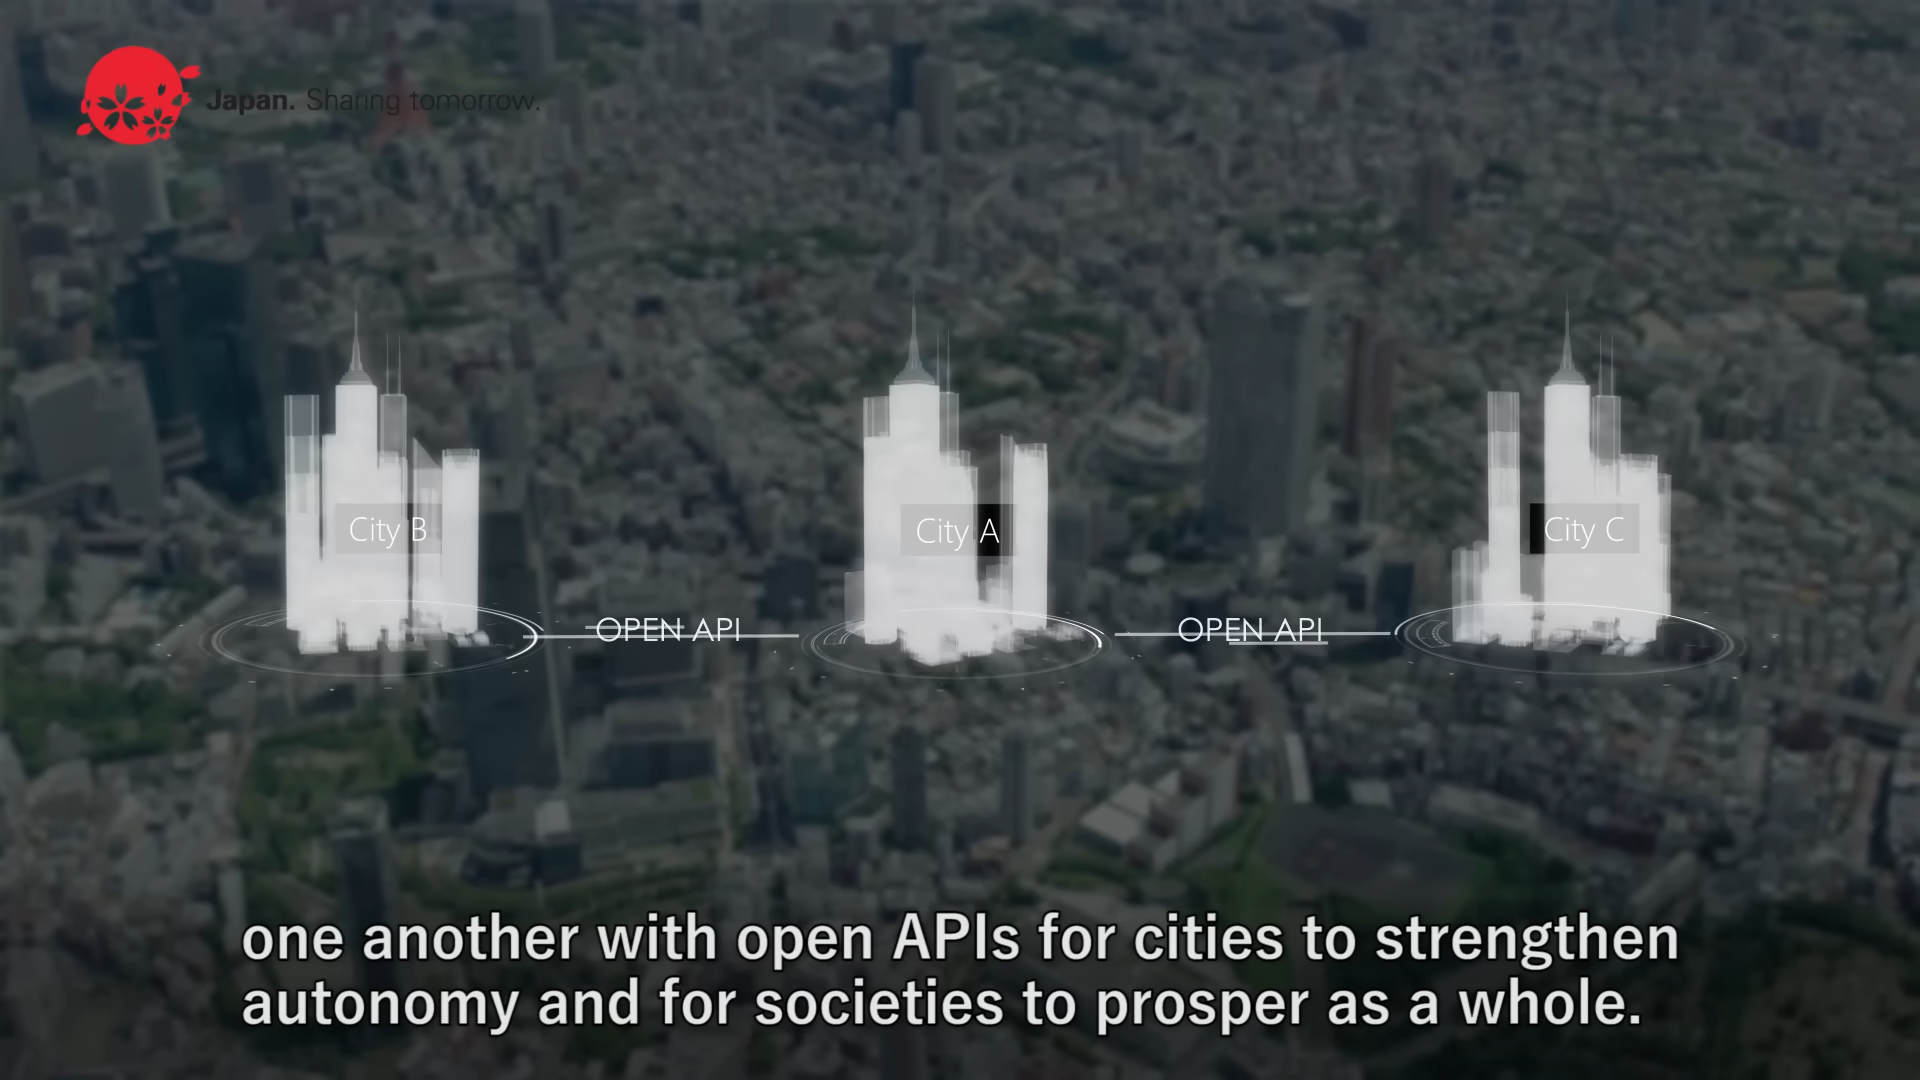 Japan. Sharing tomorrow.
City B
City A
City C
OPEN API
OPEN API
one another with open APIs for cities to strengthen
autonomy and for societies to prosper as a whole.